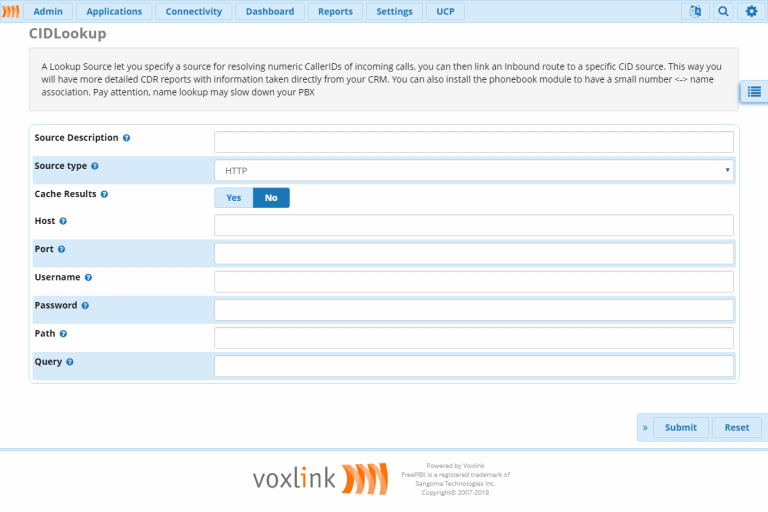 Admin Applications Connectivity Dashboard Reports Settings UCP
CIDLookup
A Lookup Source let you specify a source for resolving numeric CallerIDs of incoming calls, you can then link an Inbound route to a specific CID source. This way you
will have more detailed CDR reports with information taken directly from your CRM. You can also install the phonebook module to have a small number <-> name
association. Pay attention, name lookup may slow down your PBX
Source Description
Source type HTTP
Cache Results Yes No
Host
Port
Username
Password
Path
Query
» Submit Reset
voxlink
Powered by Voxlink
FreePBX is a registered trademark of
Sangoma Technologies Inc.
Copyright© 2007-2018